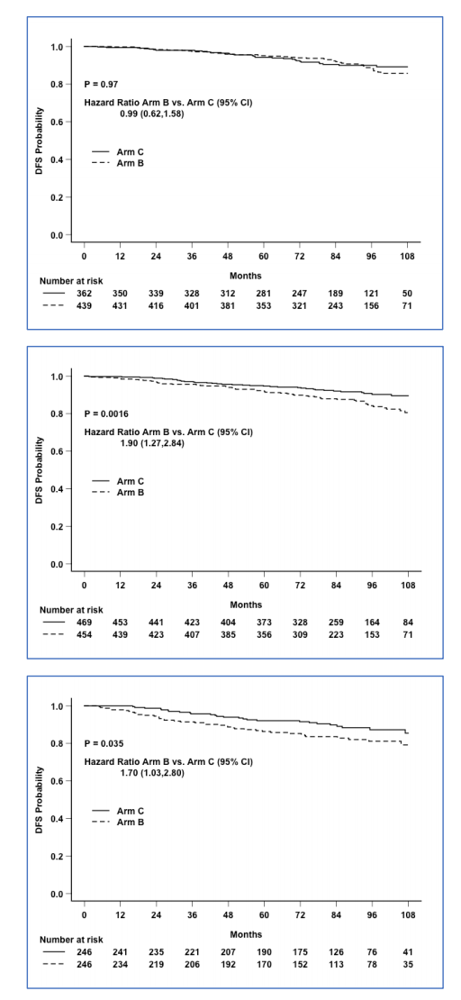 1.0
0.8
0.6
0.4
0.2
0.0
DFS Probability
P = 0.97
Hazard Ratio Arm B vs. Arm C (95% CI)
0.99 (0.62,1.58)
Arm C
Arm B
0 12 24 36 48 60 72 84 96 108
Months
Number at risk
362 350 339 328 312 281 247 189 121 50
439 431 416 401 381 353 321 243 156 71
1.0
0.8
0.6
0.4
0.2
0.0
DFS Probability
P = 0.0016
Hazard Ratio Arm B vs. Arm C (95% CI)
1.90 (1.27,2.84)
Arm C
Arm B
0 12 24 36 48 60 72 84 96 108
Months
Number at risk
469 453 441 423 404 373 328 259 164 84
454 439 423 407 385 356 309 223 153 71
1.0
0.8
0.6
0.4
0.2
0.0
DFS Probability
P = 0.035
Hazard Ratio Arm B vs. Arm C (95% CI)
1.70 (1.03,2.80)
Arm C
Arm B
0 12 24 36 48 60 72 84 96 108
Months
Number at risk
246 241 235 221 207 190 175 126 76 41
246 234 219 206 192 170 152 113 78 35